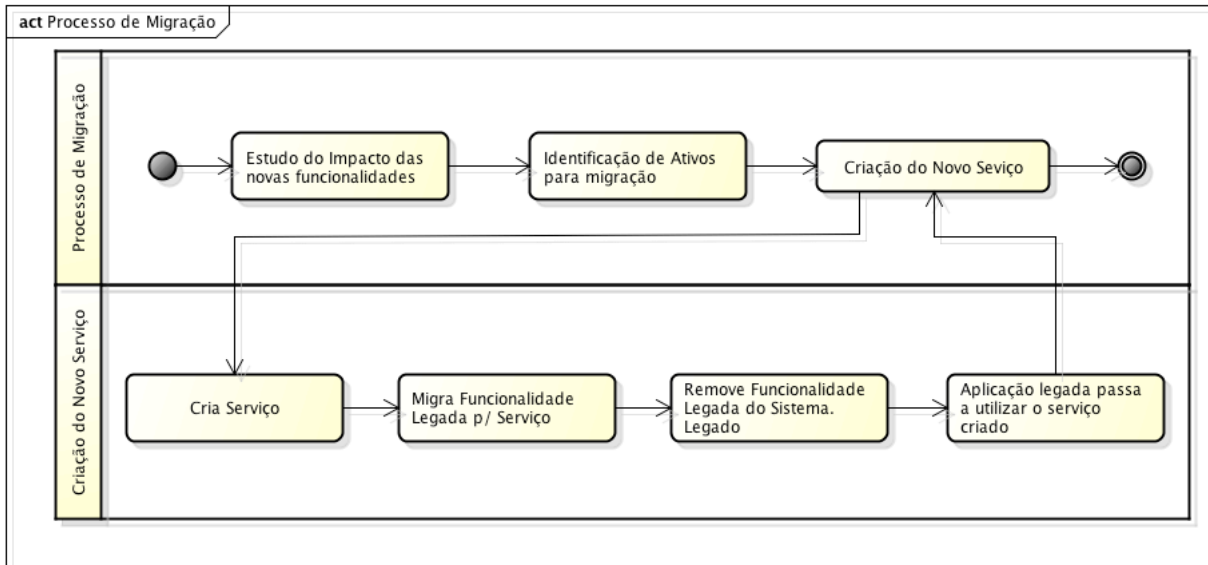 act Processo de Migração
Processo de Migração
Estudo do Impacto das
novas funcionalidades
Identificação de Ativos
para migração
Criação do Novo Seviço
Criação do Novo Serviço
Cria Serviço
Migra Funcionalidade
Legada p/ Serviço
Remove Funcionalidade
Legada do Sistema.
Legado
Aplicação legada passa
a utilizar o serviço
criado